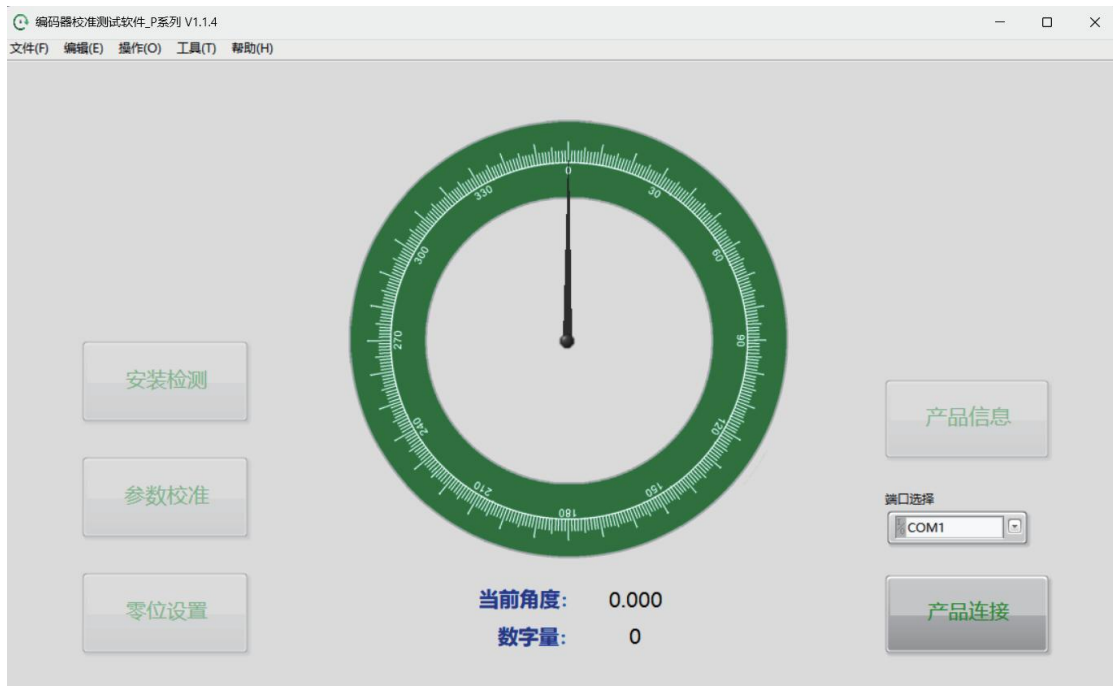 编码器校准测试软件_P系列 V1.1.4
文件(F) 编辑(E) 操作(O) 工具(T) 帮助(H)
0
30
60
90
120
150
180
210
240
270
300
330
安装检测
参数校准
零位设置
当前角度: 0.000
数字量: 0
产品信息
端口选择
COM1
产品连接